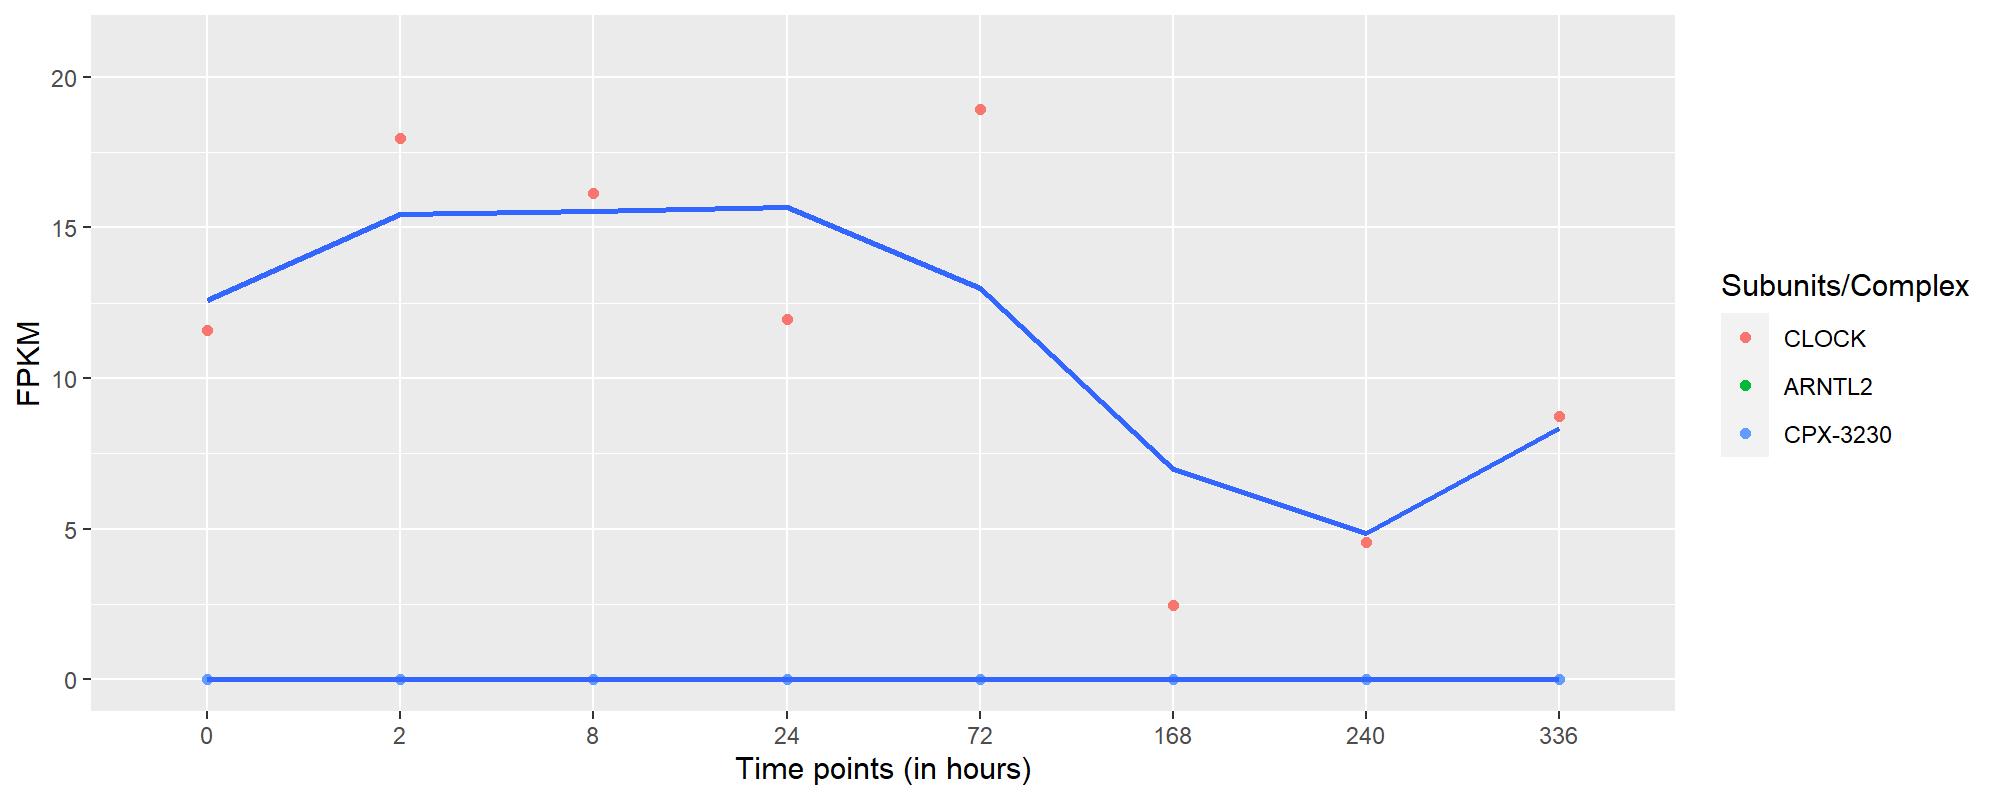 20
15
10
5
0
FPKM
0 2 8 24 72 168 240 336
Time points (in hours)
Subunits/Complex
CLOCK
ARNTL2
CPX-3230